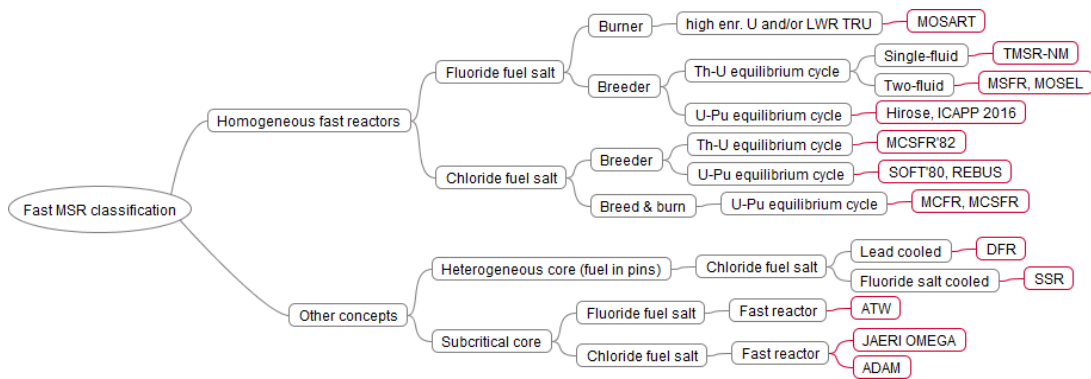 Fast MSR classification
Homogeneous fast reactors
Fluoride fuel salt
Burner
high enr. U and/or LWR TRU
MOSART
Breeder
Th-U equilibrium cycle
Single-fluid
TMSR-NM
Two-fluid
MSFR, MOSEL
U-Pu equilibrium cycle
Hirose, ICAPP 2016
Chloride fuel salt
Breeder
Th-U equilibrium cycle
MCSFR'82
U-Pu equilibrium cycle
SOFT'80, REBUS
Breed & burn
U-Pu equilibrium cycle
MCFR, MCSFR
Other concepts
Heterogeneous core (fuel in pins)
Chloride fuel salt
Lead cooled
DFR
Fluoride salt cooled
SSR
Subcritical core
Fluoride fuel salt
Fast reactor
ATW
Chloride fuel salt
Fast reactor
JAERI OMEGA
ADAM